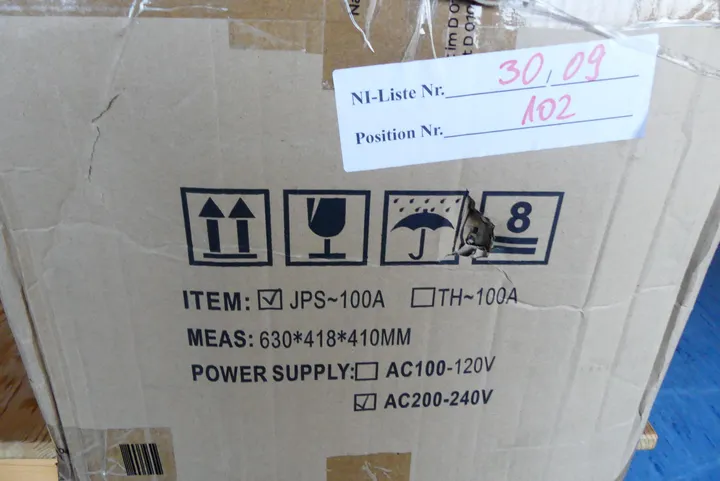 NI-Liste Nr. 30, 09
Position Nr. 102
8
ITEM: ☑ JPS~100A ☐ TH~100A
MEAS: 630*418*410MM
POWER SUPPLY: ☐ AC100-120V
☑ AC200-240V